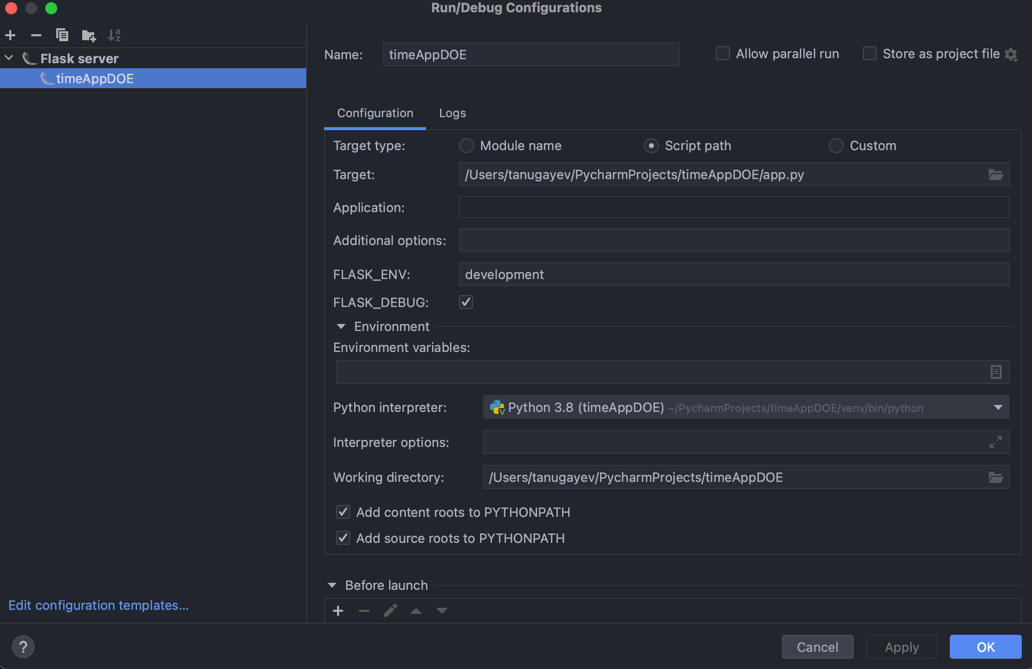 Run/Debug Configurations
Flask server
timeAppDOE
Name: timeAppDOE Allow parallel run Store as project file
Configuration Logs
Target type: Module name Script path Custom
Target: /Users/tanugayev/PycharmProjects/timeAppDOE/app.py
Application:
Additional options:
FLASK_ENV: development
FLASK_DEBUG:
Environment
Environment variables:
Python interpreter: Python 3.8 (timeAppDOE) ~/PycharmProjects/timeAppDOE/venv/bin/python
Interpreter options:
Working directory: /Users/tanugayev/PycharmProjects/timeAppDOE
Add content roots to PYTHONPATH
Add source roots to PYTHONPATH
Before launch
Edit configuration templates...
? Cancel Apply OK